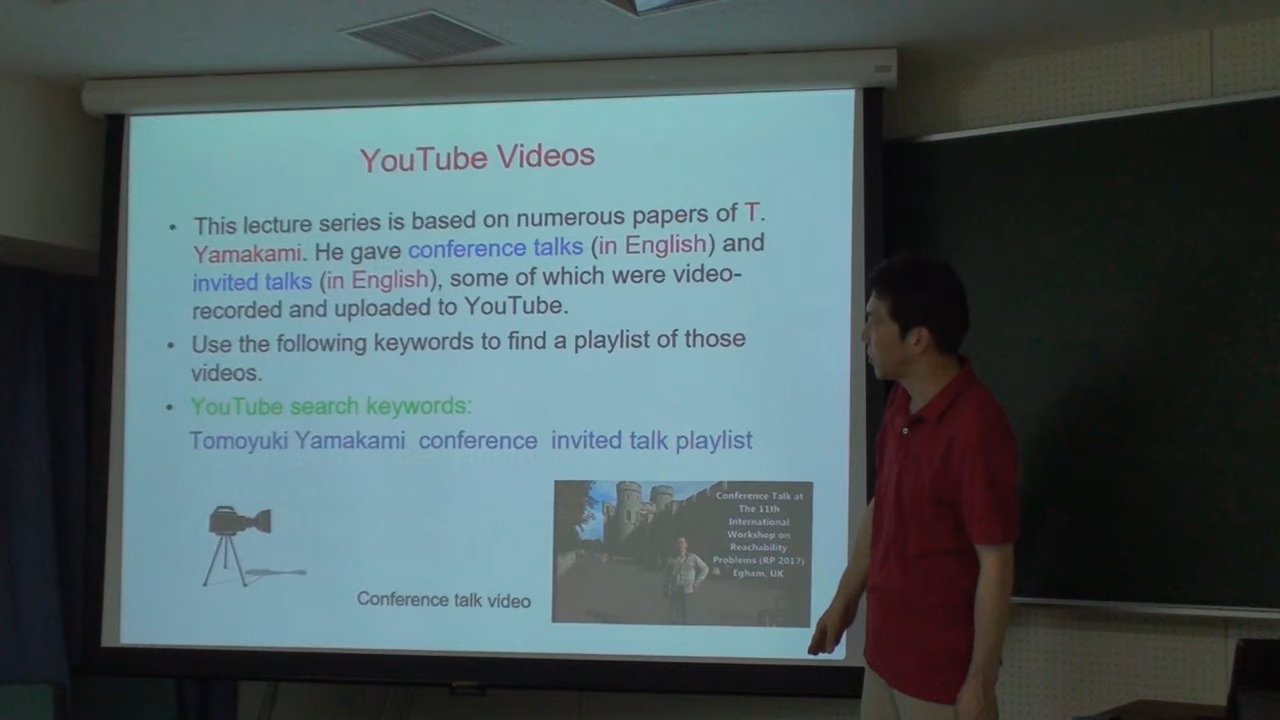 YouTube Videos
• This lecture series is based on numerous papers of T.
Yamakami. He gave conference talks (in English) and
invited talks (in English), some of which were video-
recorded and uploaded to YouTube.
• Use the following keywords to find a playlist of those
videos.
• YouTube search keywords:
Tomoyuki Yamakami conference invited talk playlist
Conference Talk at
The 11th
International
Workshop on
Reachability
Problems (RP 2017)
Egham, UK
Conference talk video